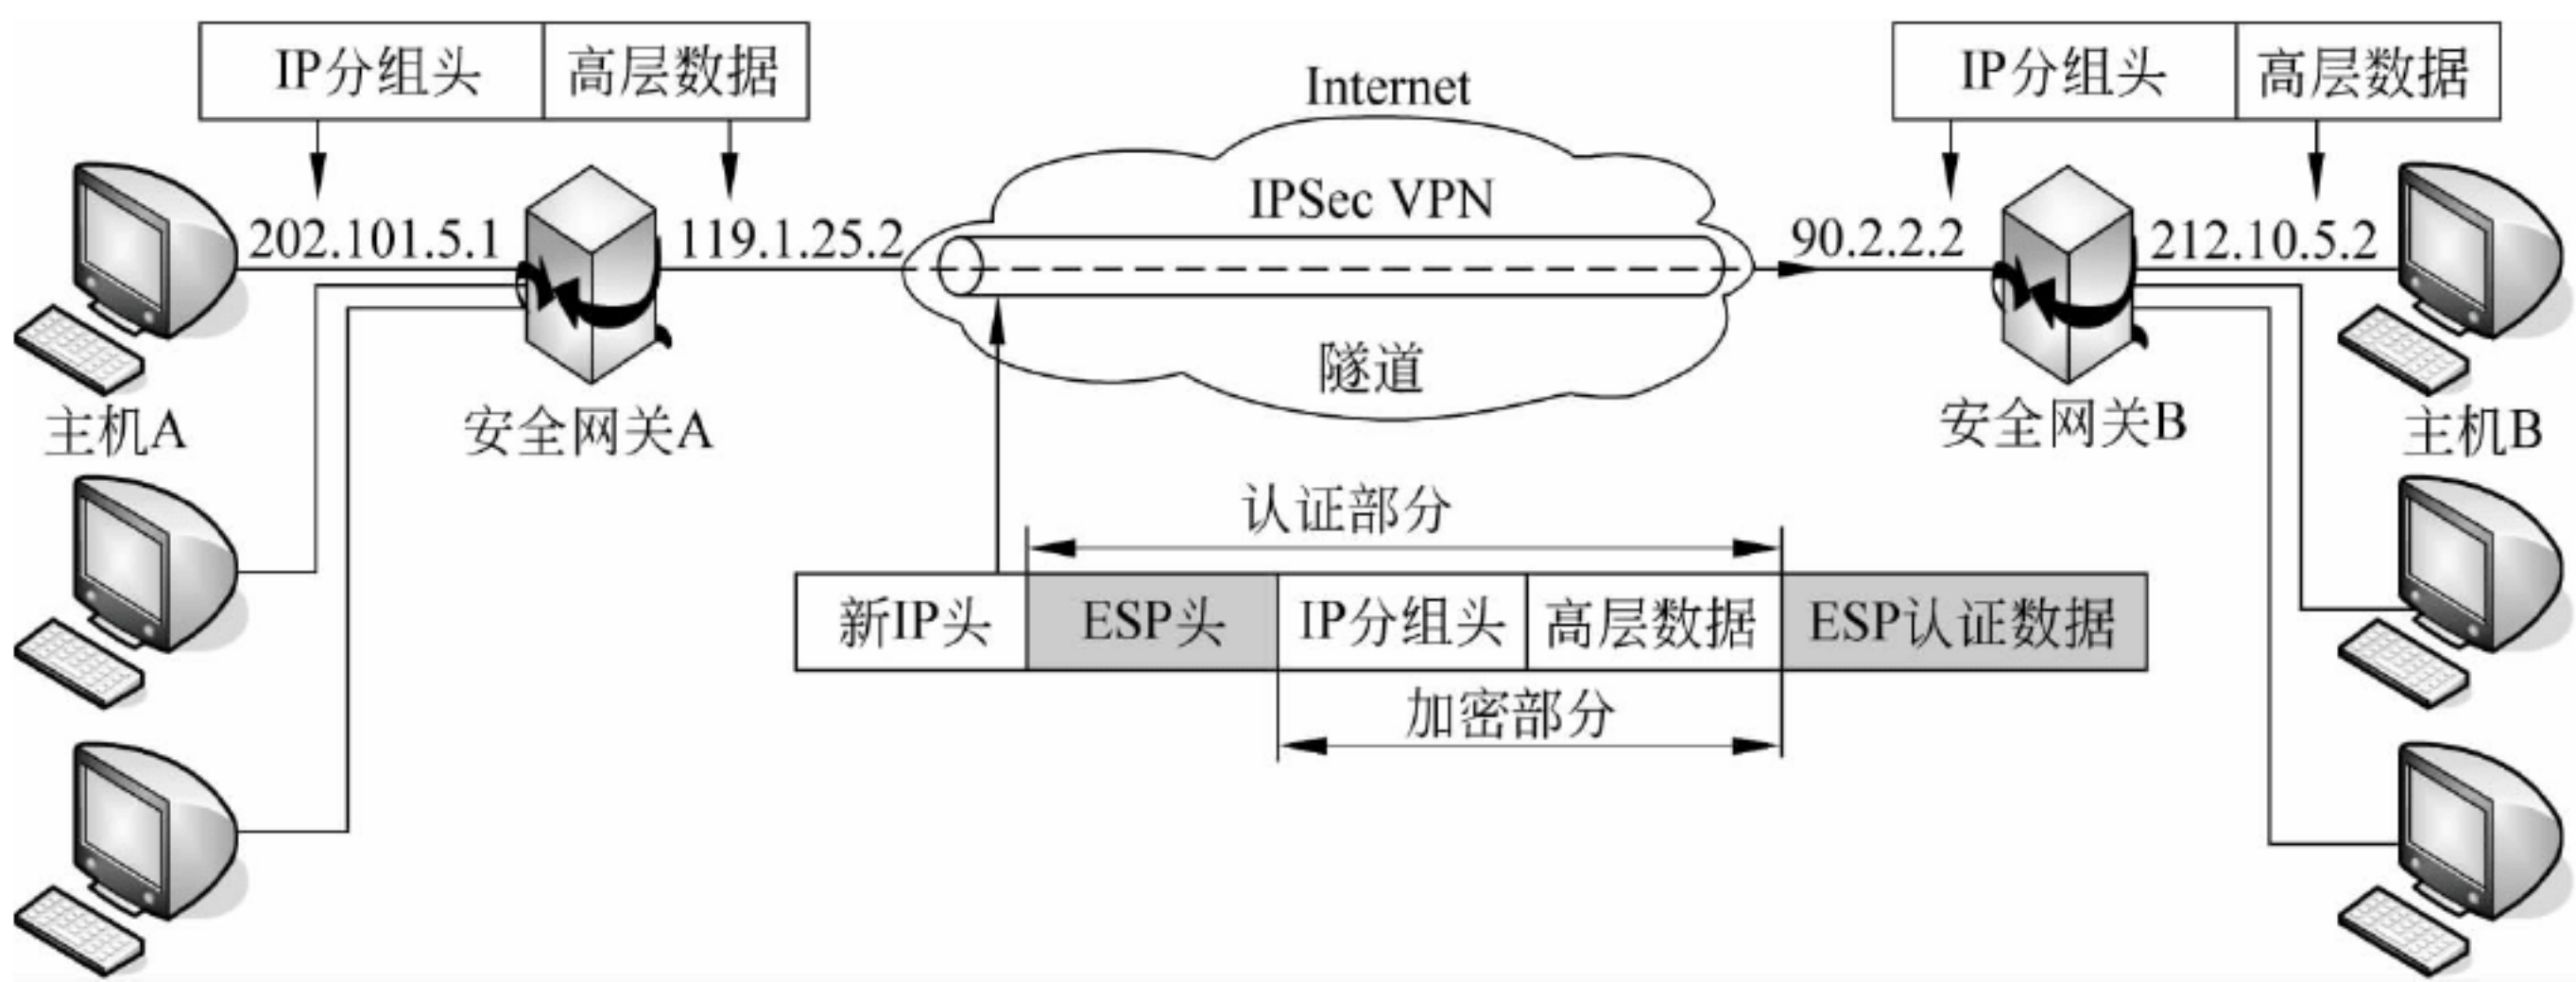 IP分组头 高层数据
IP分组头 高层数据
Internet
IPSec VPN
202.101.5.1
119.1.25.2
90.2.2.2
212.10.5.2
隧道
主机A
安全网关A
安全网关B
主机B
认证部分
新IP头 ESP头 IP分组头 高层数据 ESP认证数据
加密部分